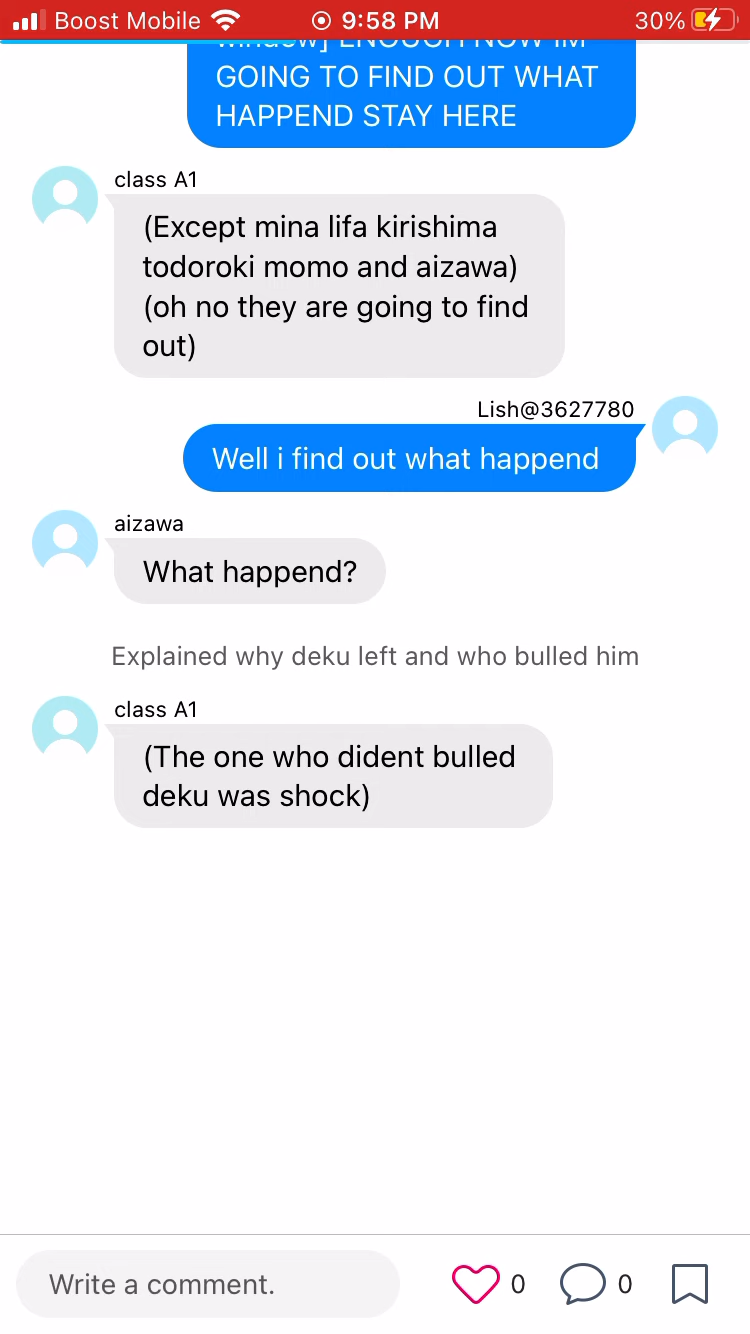 Boost Mobile 9:58 PM 30%
ENOUGH NOW IM
GOING TO FIND OUT WHAT
HAPPEND STAY HERE
class A1
(Except mina lifa kirishima
todoroki momo and aizawa)
(oh no they are going to find
out)
Lish@3627780
Well i find out what happend
aizawa
What happend?
Explained why deku left and who bulled him
class A1
(The one who dident bulled
deku was shock)
Write a comment. 0 0